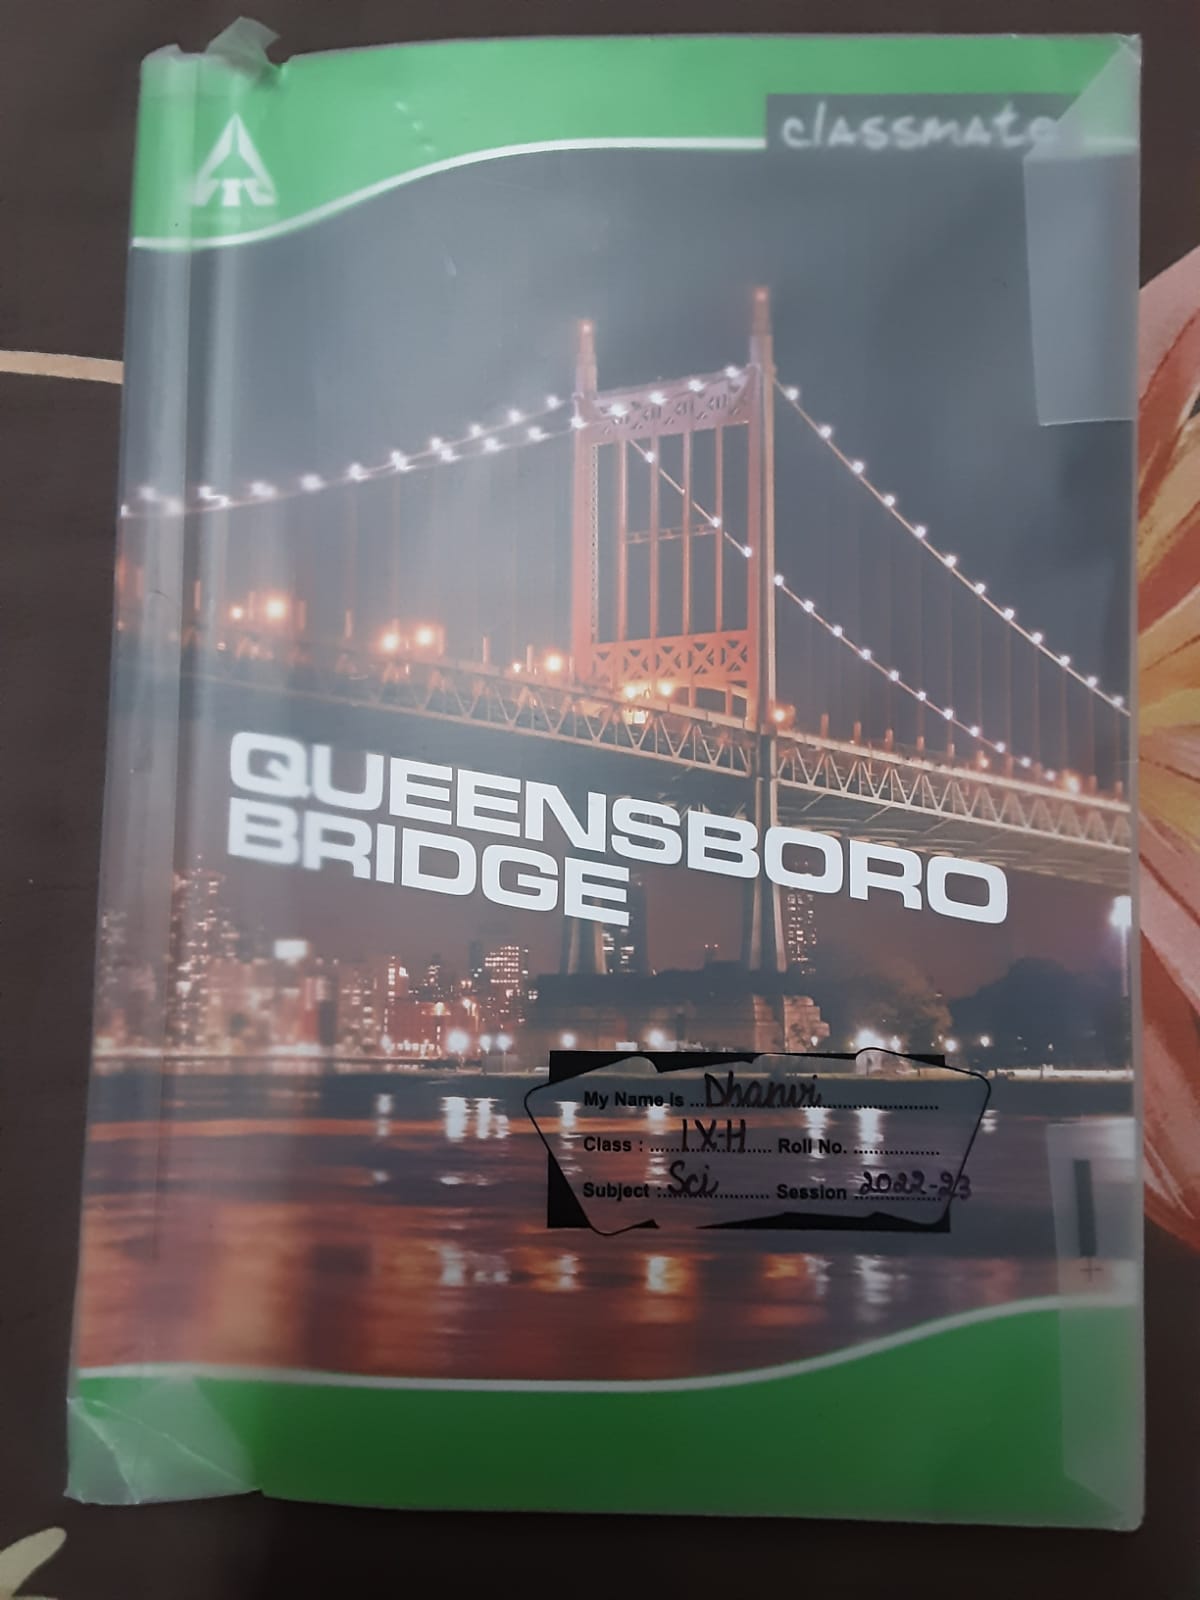 classmate
QUEENSBORO
BRIDGE
My Name is ... Dhanvi ........................
Class : .... IX-H .... Roll No. ................
Subject :. Sci ........... Session 2022-23